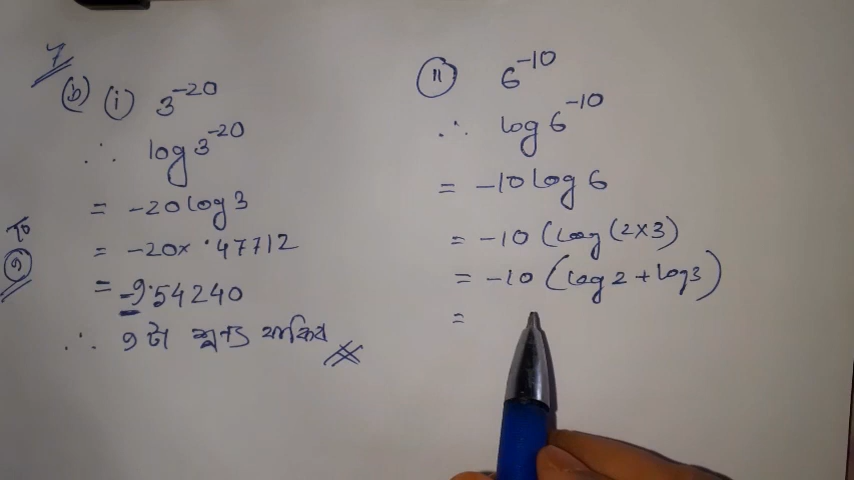 7
(b) (i) 3^-20
∴ log 3^-20
= -20 log 3
= -20 × .47712
= -9.54240
∴ 9 টা শূন্য থাকিব
9
(ii) 6^-10
∴ log 6^-10
= -10 log 6
= -10 (log (2×3)
= -10 (log 2 + log 3)
=